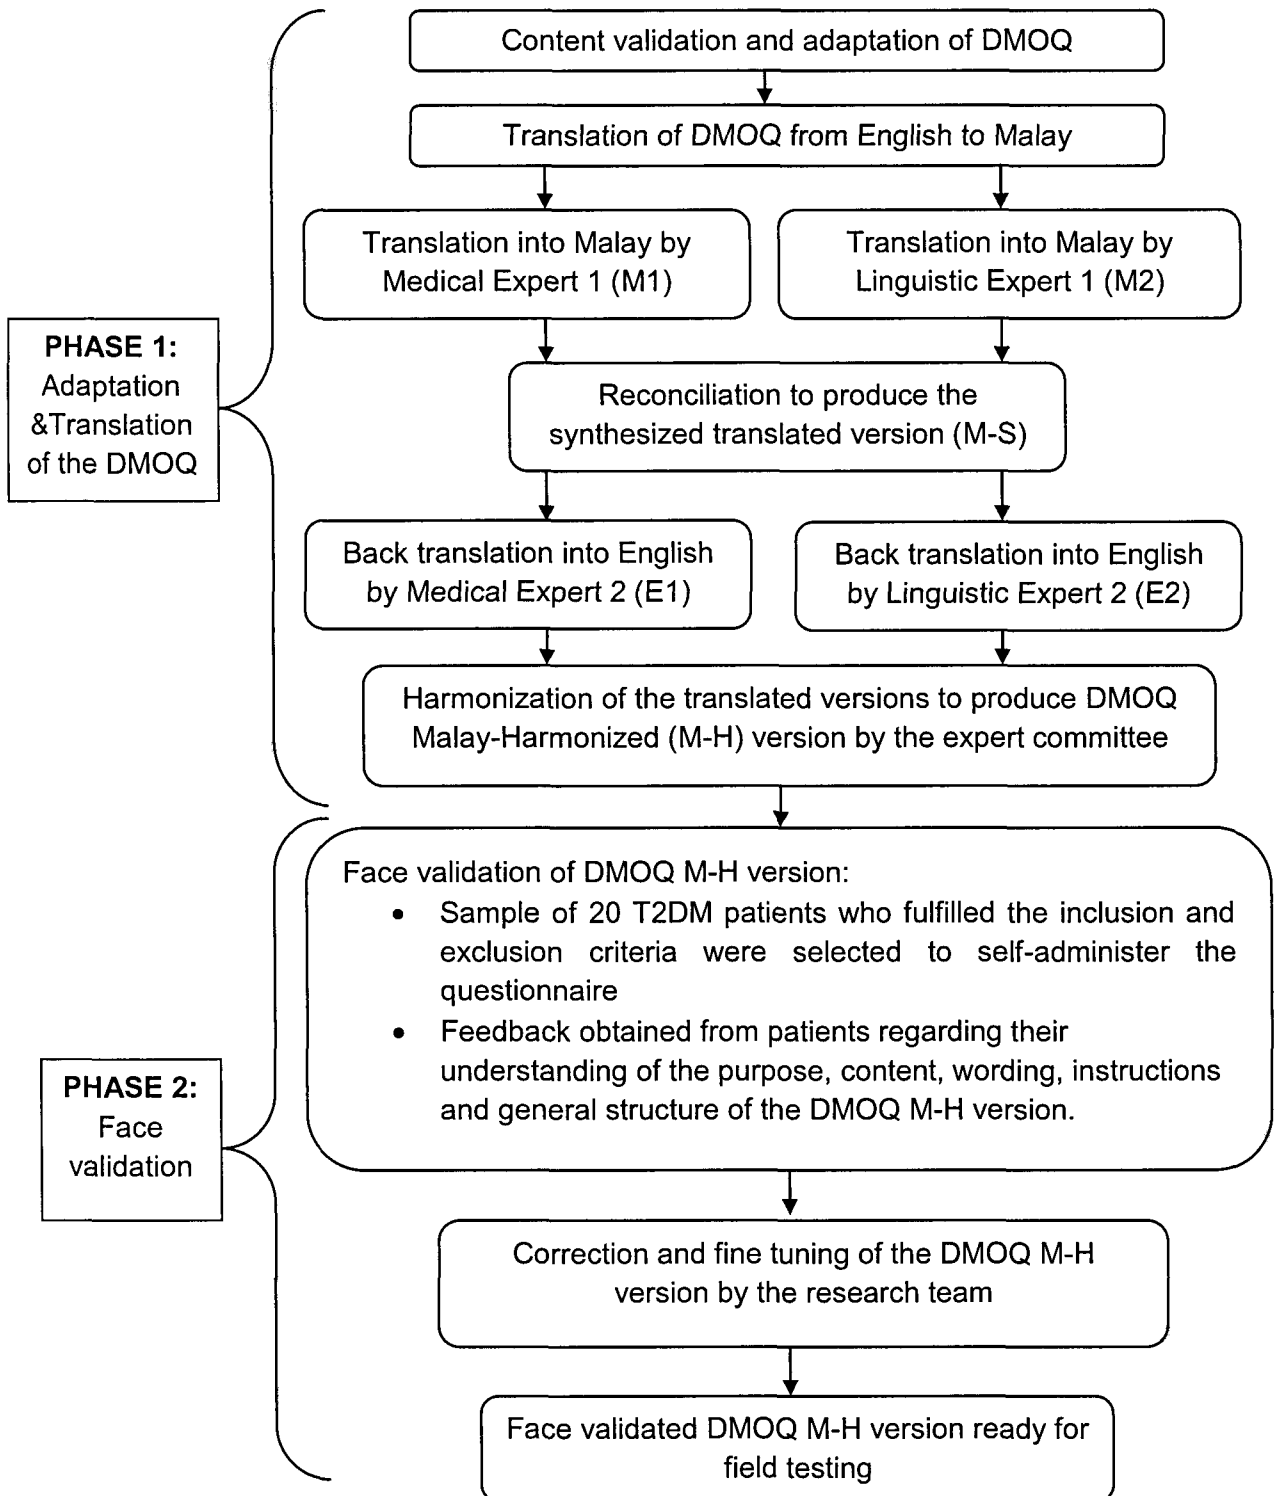 Content validation and adaptation of DMOQ
Translation of DMOQ from English to Malay
Translation into Malay by
Medical Expert 1 (M1)
Translation into Malay by
Linguistic Expert 1 (M2)
PHASE 1:
Adaptation
&Translation
of the DMOQ
Reconciliation to produce the
synthesized translated version (M-S)
Back translation into English
by Medical Expert 2 (E1)
Back translation into English
by Linguistic Expert 2 (E2)
Harmonization of the translated versions to produce DMOQ
Malay-Harmonized (M-H) version by the expert committee
Face validation of DMOQ M-H version:
• Sample of 20 T2DM patients who fulfilled the inclusion and
exclusion criteria were selected to self-administer the
questionnaire
• Feedback obtained from patients regarding their
understanding of the purpose, content, wording, instructions
and general structure of the DMOQ M-H version.
PHASE 2:
Face
validation
Correction and fine tuning of the DMOQ M-H
version by the research team
Face validated DMOQ M-H version ready for
field testing